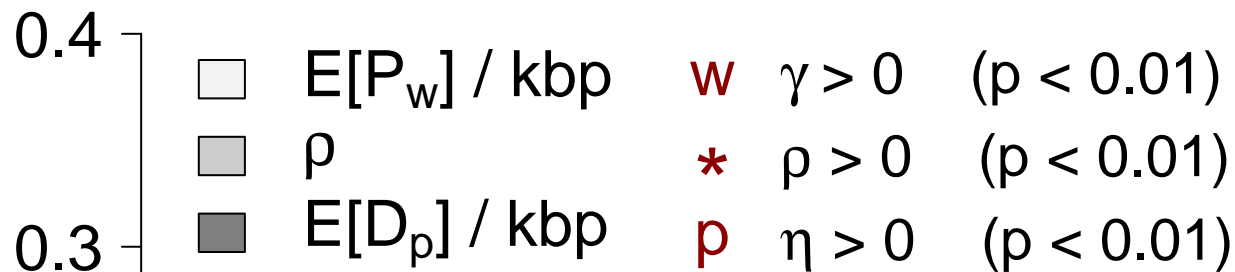 0.4
E[P_w] / kbp w γ > 0 (p < 0.01)
ρ * ρ > 0 (p < 0.01)
E[D_p] / kbp p η > 0 (p < 0.01)
0.3